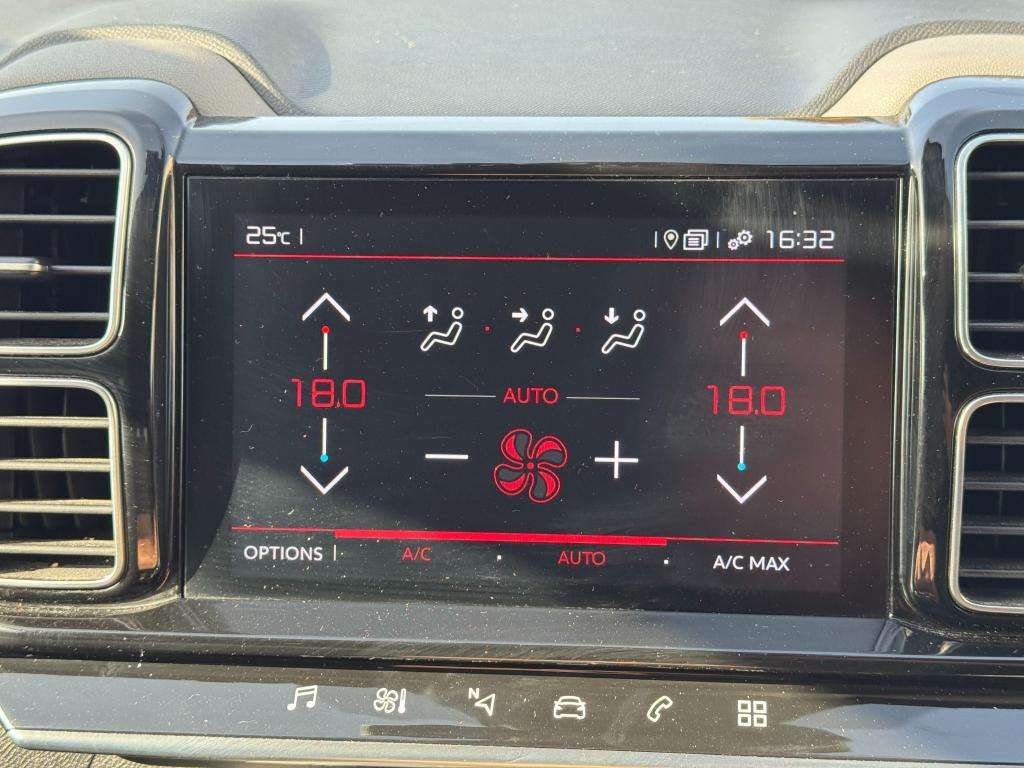 25°C 16:32
18.0 18.0
AUTO
OPTIONS A/C AUTO A/C MAX
N